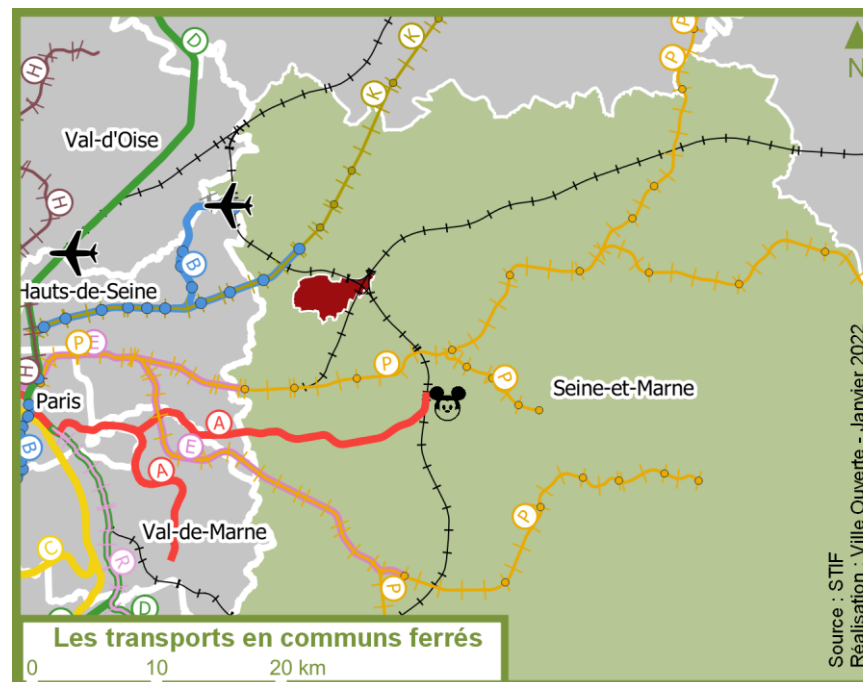 D
K
P
P
N
H
Val-d'Oise
K
H
B
Hauts-de-Seine
P
E
P
P
H
Seine-et-Marne
Paris
A
B
E
A
P
Val-de-Marne
C
R
P
D
Les transports en communs ferrés
0 10 20 km
Source : STIF
Réalisation : Ville Ouverte - Janvier 2022